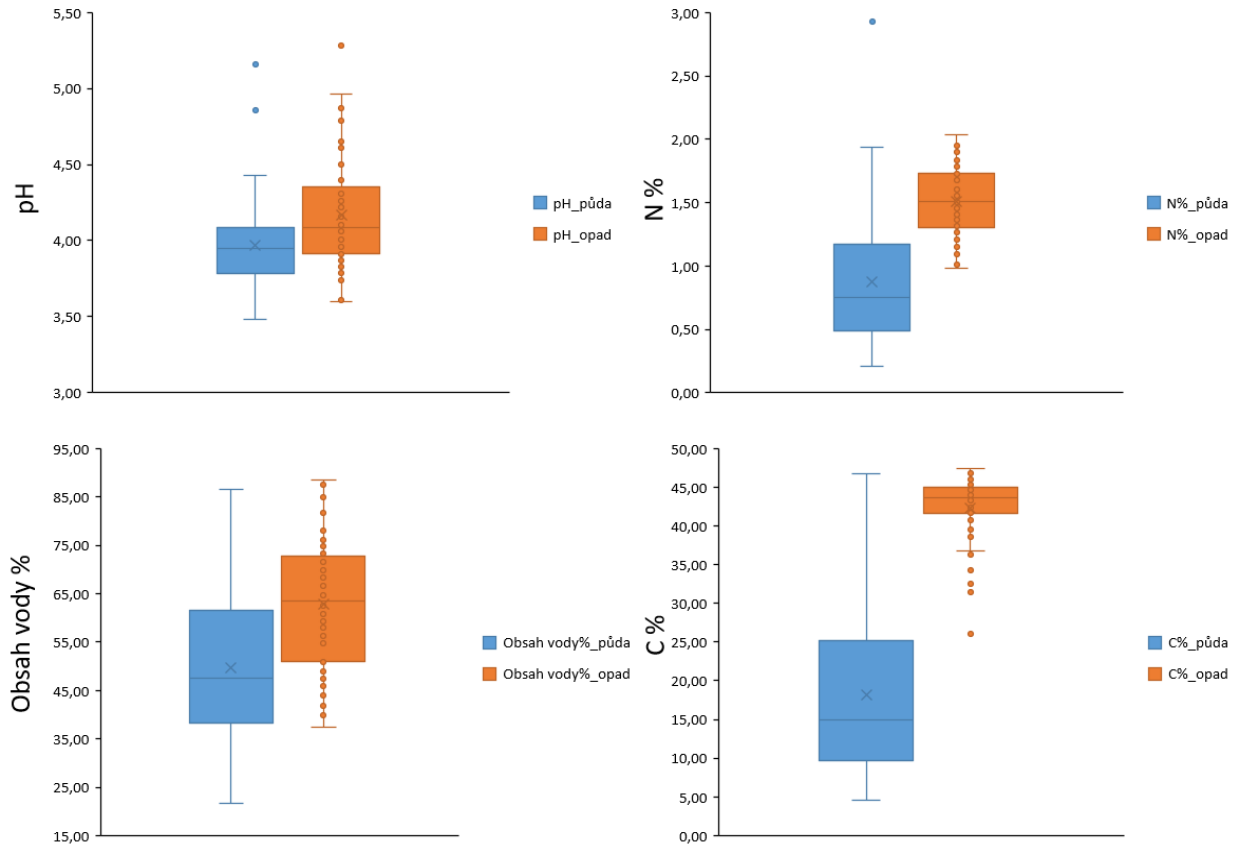 5,50
5,00
4,50
4,00
3,50
3,00
pH
pH_půda
pH_opad
3,00
2,50
2,00
1,50
1,00
0,50
0,00
N %
N%_půda
N%_opad
95,00
85,00
75,00
65,00
55,00
45,00
35,00
25,00
15,00
Obsah vody %
Obsah vody%_půda
Obsah vody%_opad
50,00
45,00
40,00
35,00
30,00
25,00
20,00
15,00
10,00
5,00
0,00
C %
C%_půda
C%_opad